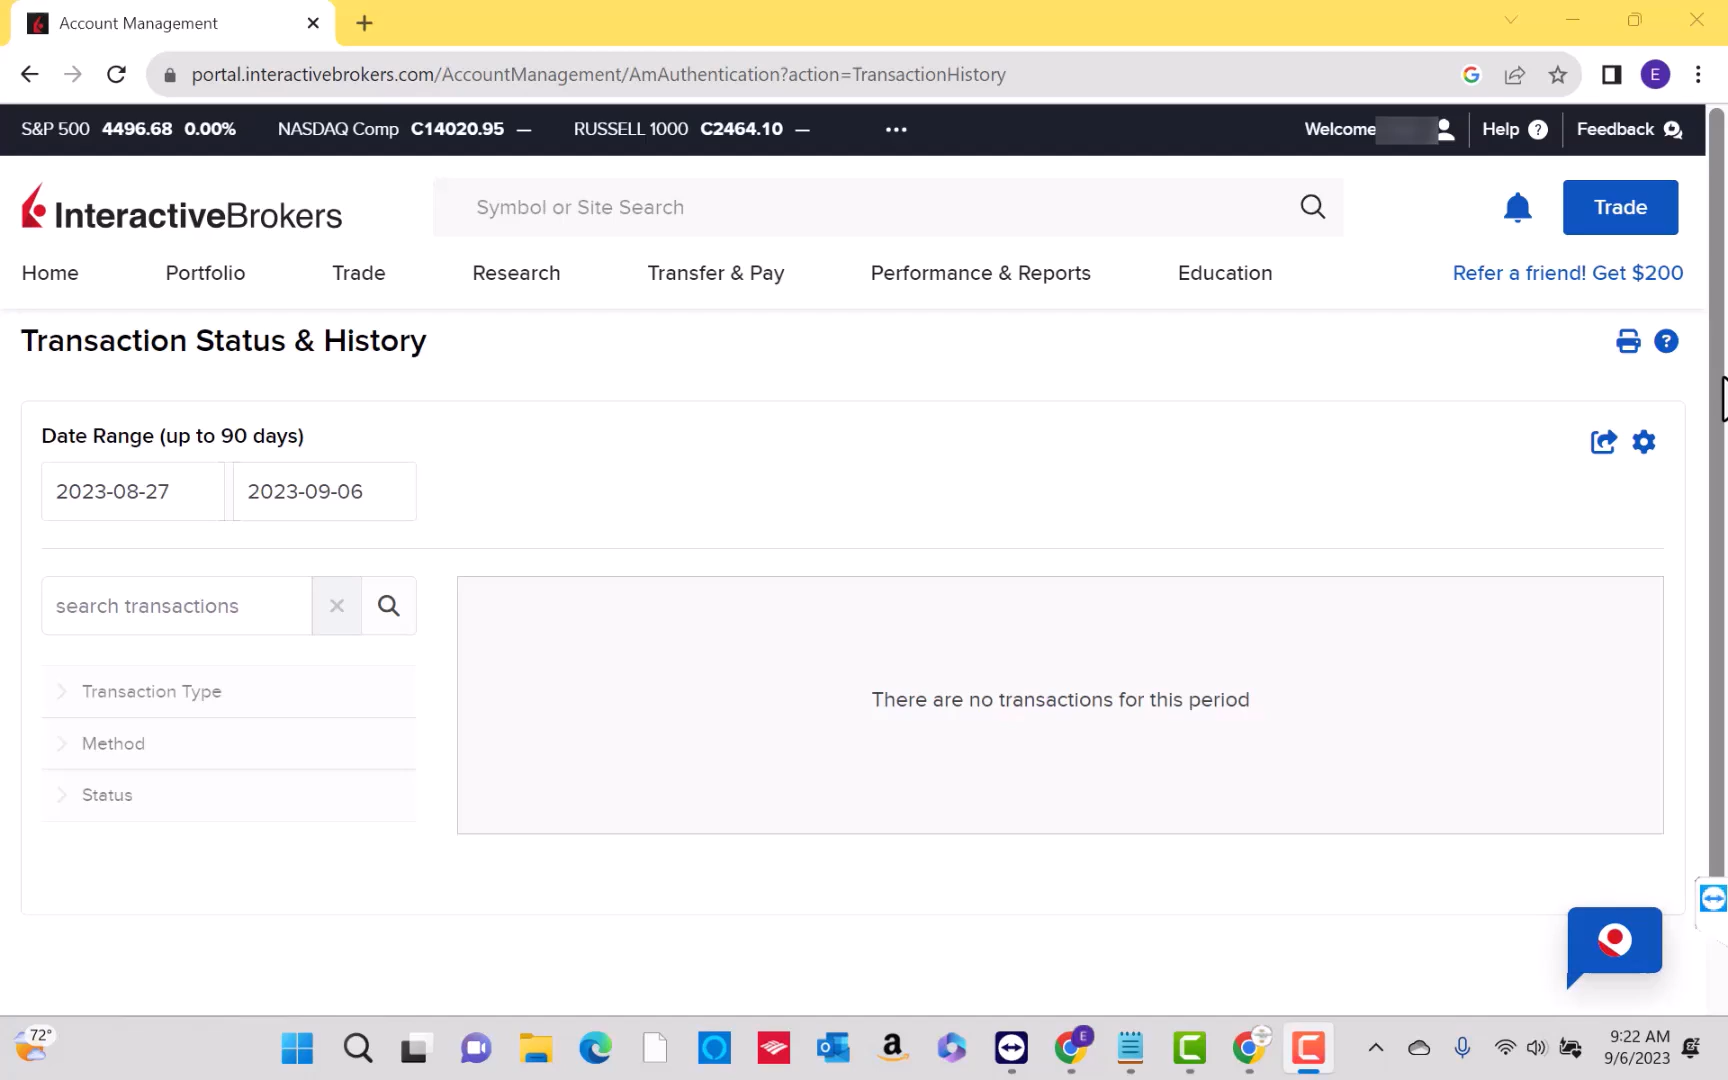 Account Management
portal.interactivebrokers.com/AccountManagement/AmAuthentication?action=TransactionHistory
E
S&P 500 4496.68 0.00% NASDAQ Comp C14020.95 — RUSSELL 1000 C2464.10 — ••• Welcome Help ? Feedback
InteractiveBrokers
Symbol or Site Search
Trade
Home Portfolio Trade Research Transfer & Pay Performance & Reports Education Refer a friend! Get $200
Transaction Status & History
?
Date Range (up to 90 days)
2023-08-27 2023-09-06
search transactions
Transaction Type
There are no transactions for this period
Method
Status
72°
E
9:22 AM
9/6/2023